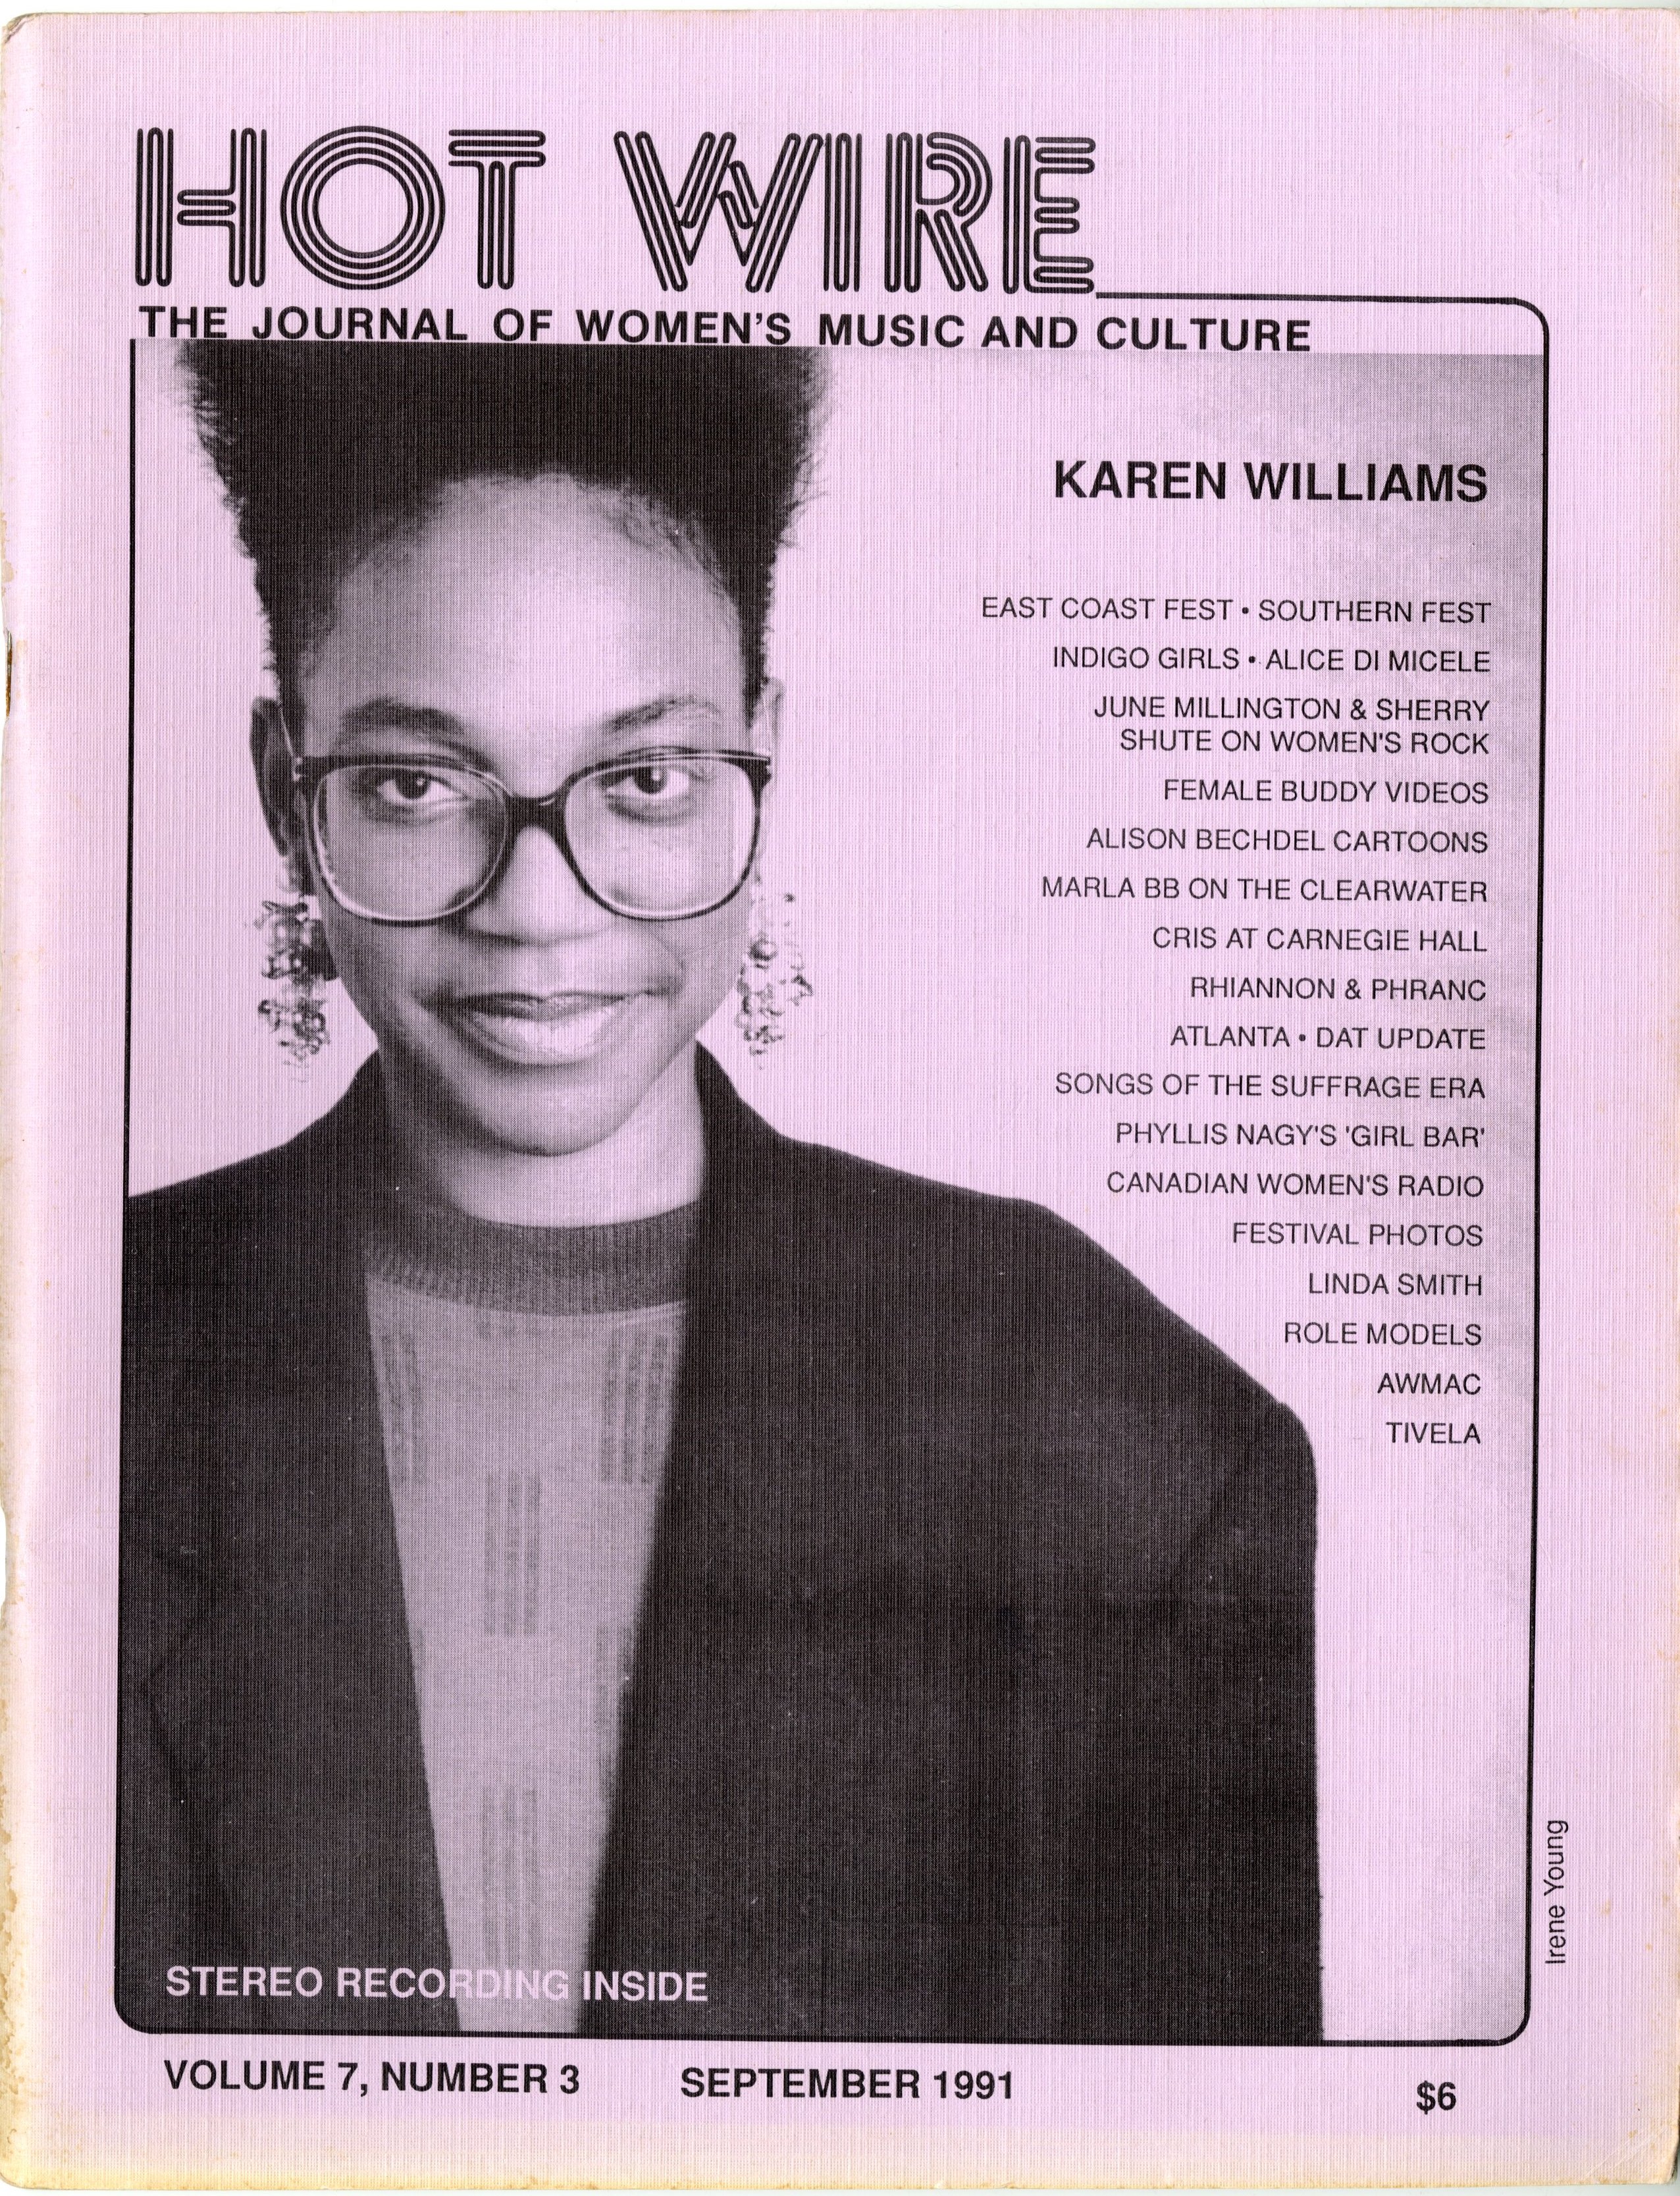 HOT WIRE
THE JOURNAL OF WOMEN'S MUSIC AND CULTURE
KAREN WILLIAMS
EAST COAST FEST • SOUTHERN FEST
INDIGO GIRLS • ALICE DI MICELE
JUNE MILLINGTON & SHERRY
SHUTE ON WOMEN'S ROCK
FEMALE BUDDY VIDEOS
ALISON BECHDEL CARTOONS
MARLA BB ON THE CLEARWATER
CRIS AT CARNEGIE HALL
RHIANNON & PHRANC
ATLANTA • DAT UPDATE
SONGS OF THE SUFFRAGE ERA
PHYLLIS NAGY'S 'GIRL BAR'
CANADIAN WOMEN'S RADIO
FESTIVAL PHOTOS
LINDA SMITH
ROLE MODELS
AWMAC
TIVELA
Irene Young
STEREO RECORDING INSIDE
VOLUME 7, NUMBER 3 SEPTEMBER 1991 $6